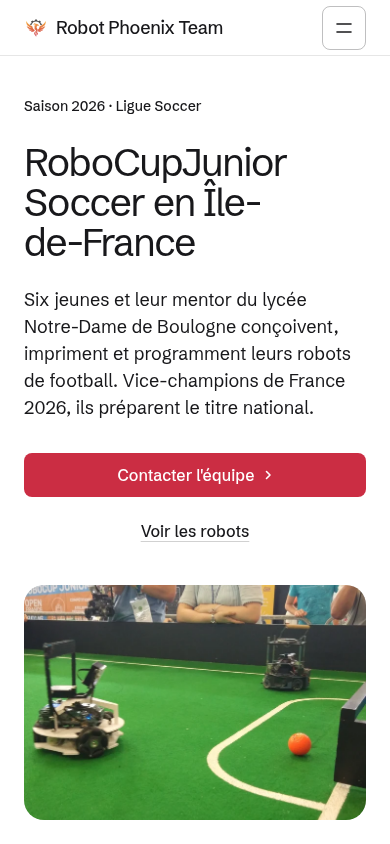 Robot Phoenix Team
Saison 2026 · Ligue Soccer
RoboCupJunior
Soccer en Île-
de-France
Six jeunes et leur mentor du lycée
Notre-Dame de Boulogne conçoivent,
impriment et programment leurs robots
de football. Vice-champions de France
2026, ils préparent le titre national.
Contacter l'équipe
Voir les robots
OPEN